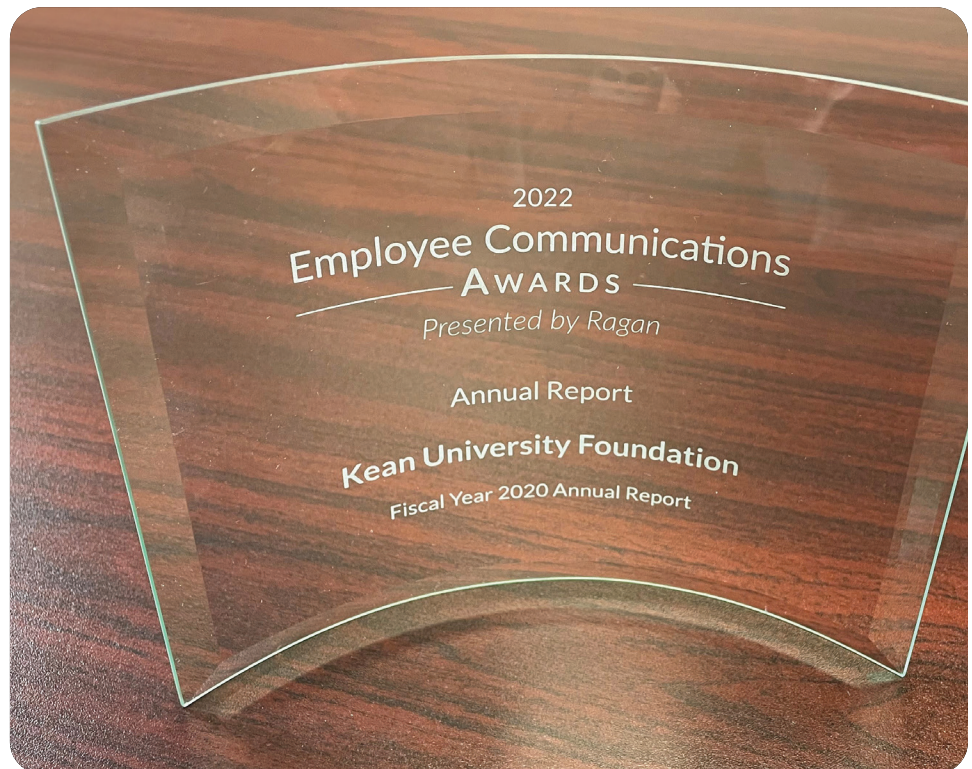 2022
Employee Communications
AWARDS
Presented by Ragan
Annual Report
Kean University Foundation
Fiscal Year 2020 Annual Report